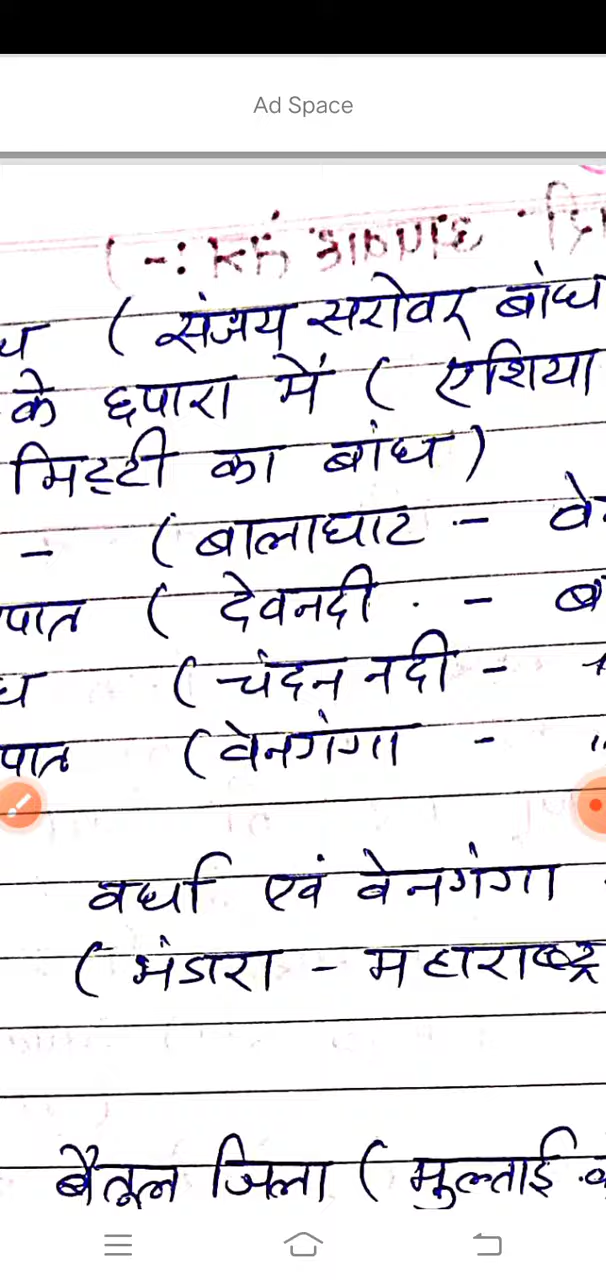 Ad Space
( संजय सरोवर बांध
के छपारा में ( एशिया
मिट्टी का बांध )
- ( बालाघाट - वे
पात ( देवनदी - बा
ध ( चंदन नदी -
पात ( वेनगंगा - "
वर्धा एवं वेनगंगा
( भंडारा - महाराष्ट्र
बैतूल जिला ( मुल्ताई